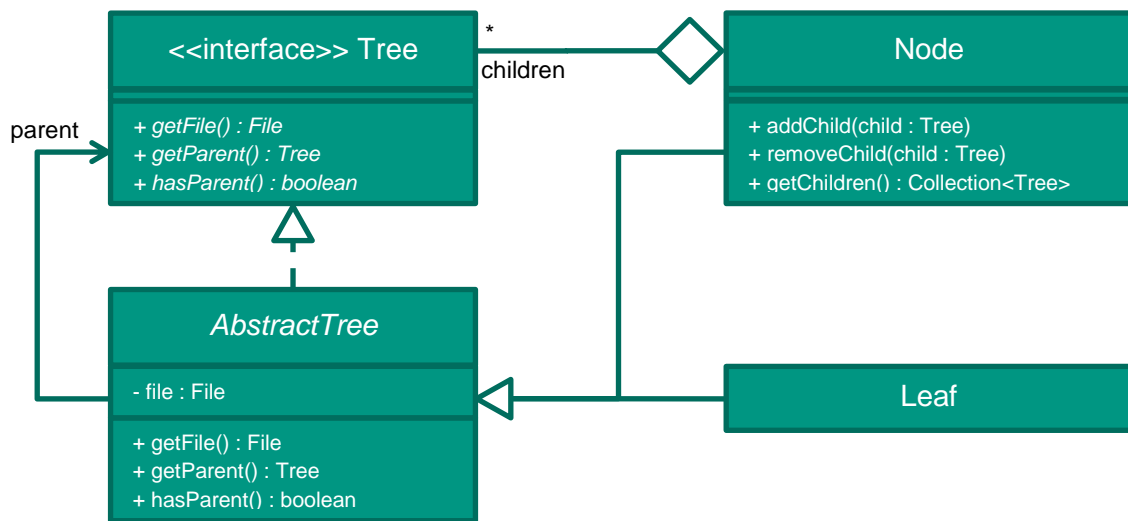 <<interface>> Tree
+ getFile() : File
+ getParent() : Tree
+ hasParent() : boolean
*
children
Node
+ addChild(child : Tree)
+ removeChild(child : Tree)
+ getChildren() : Collection<Tree>
parent
AbstractTree
- file : File
+ getFile() : File
+ getParent() : Tree
+ hasParent() : boolean
Leaf